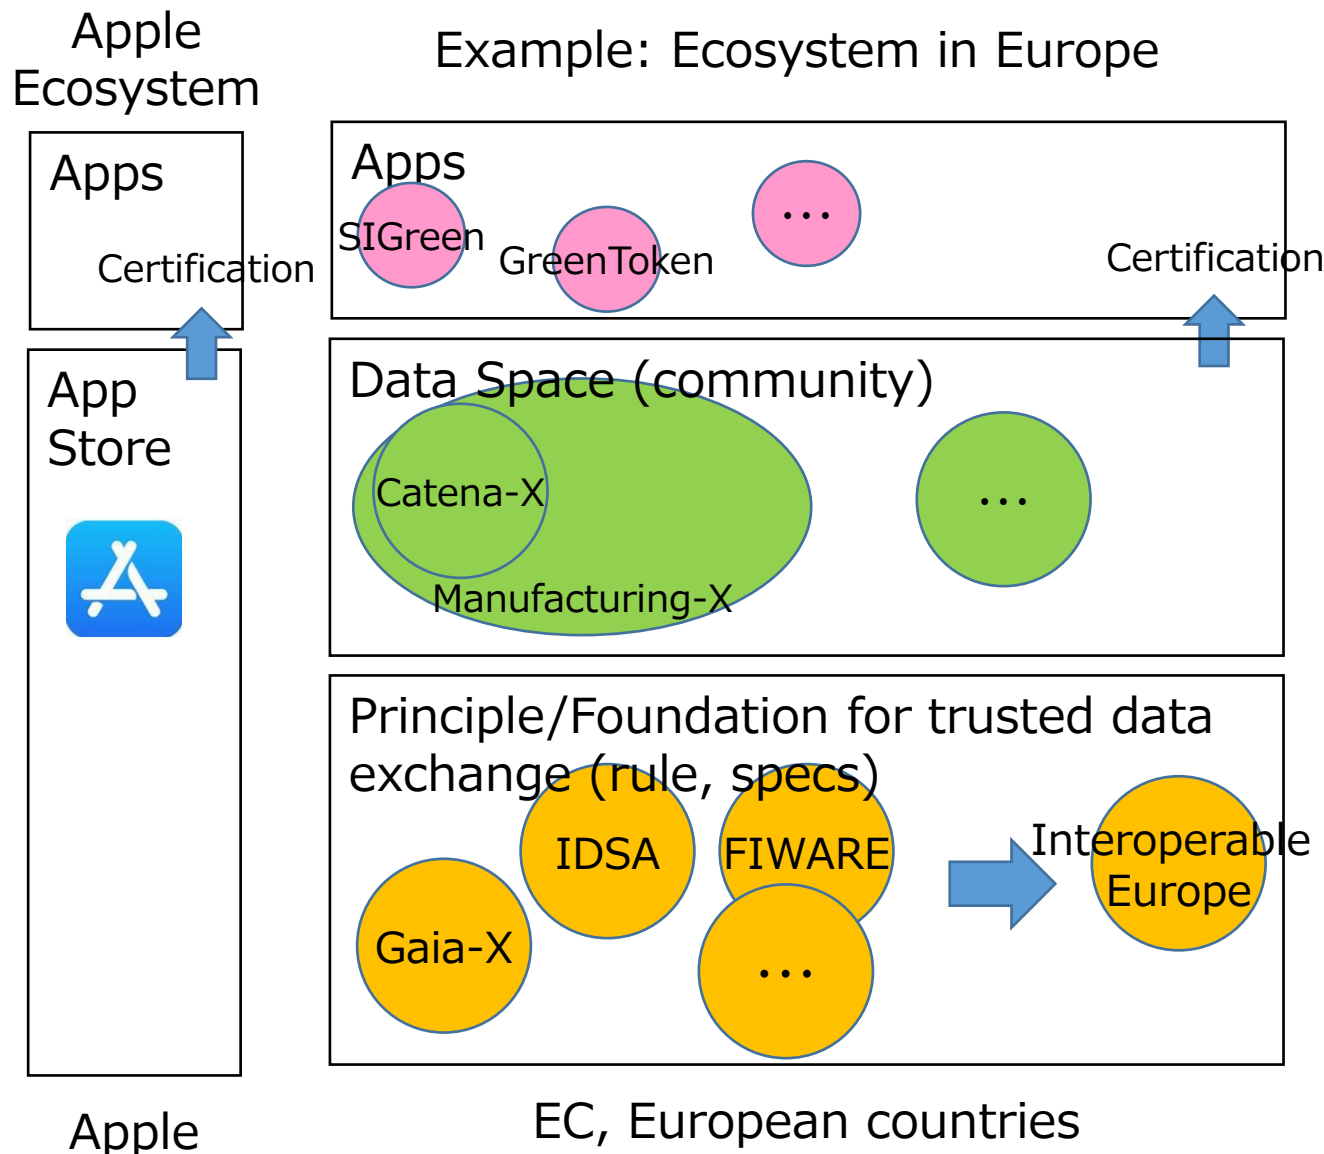 Apple
Ecosystem
Example: Ecosystem in Europe
Apps
Certification
App
Store
Apple
Apps
SIGreen
GreenToken
...
Certification
Data Space (community)
Catena-X
Manufacturing-X
...
Principle/Foundation for trusted data
exchange (rule, specs)
IDSA
FIWARE
Gaia-X
...
Interoperable
Europe
EC, European countries